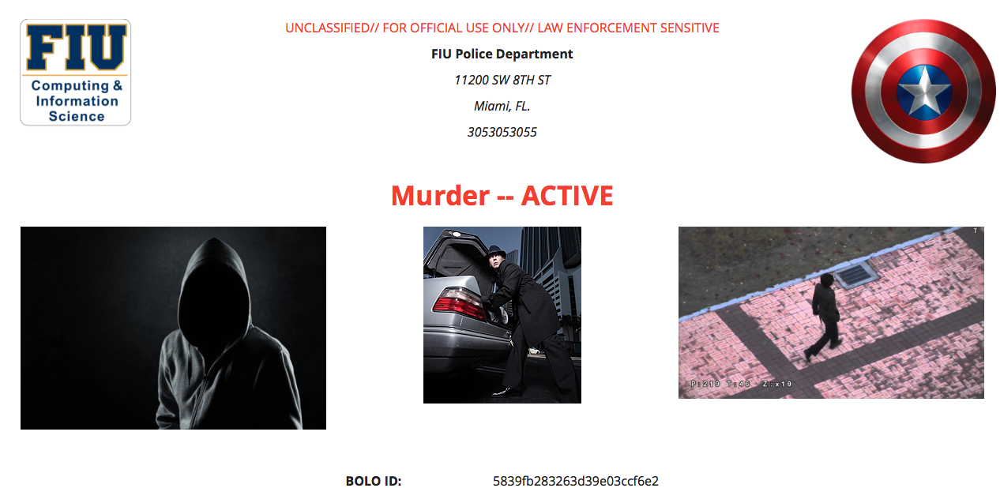 FIU
Computing &
Information
Science
UNCLASSIFIED// FOR OFFICIAL USE ONLY// LAW ENFORCEMENT SENSITIVE
FIU Police Department
11200 SW 8TH ST
Miami, FL.
3053053055
Murder -- ACTIVE
T
P:219 T:46 Z:x10
BOLO ID: 5839fb283263d39e03ccf6e2